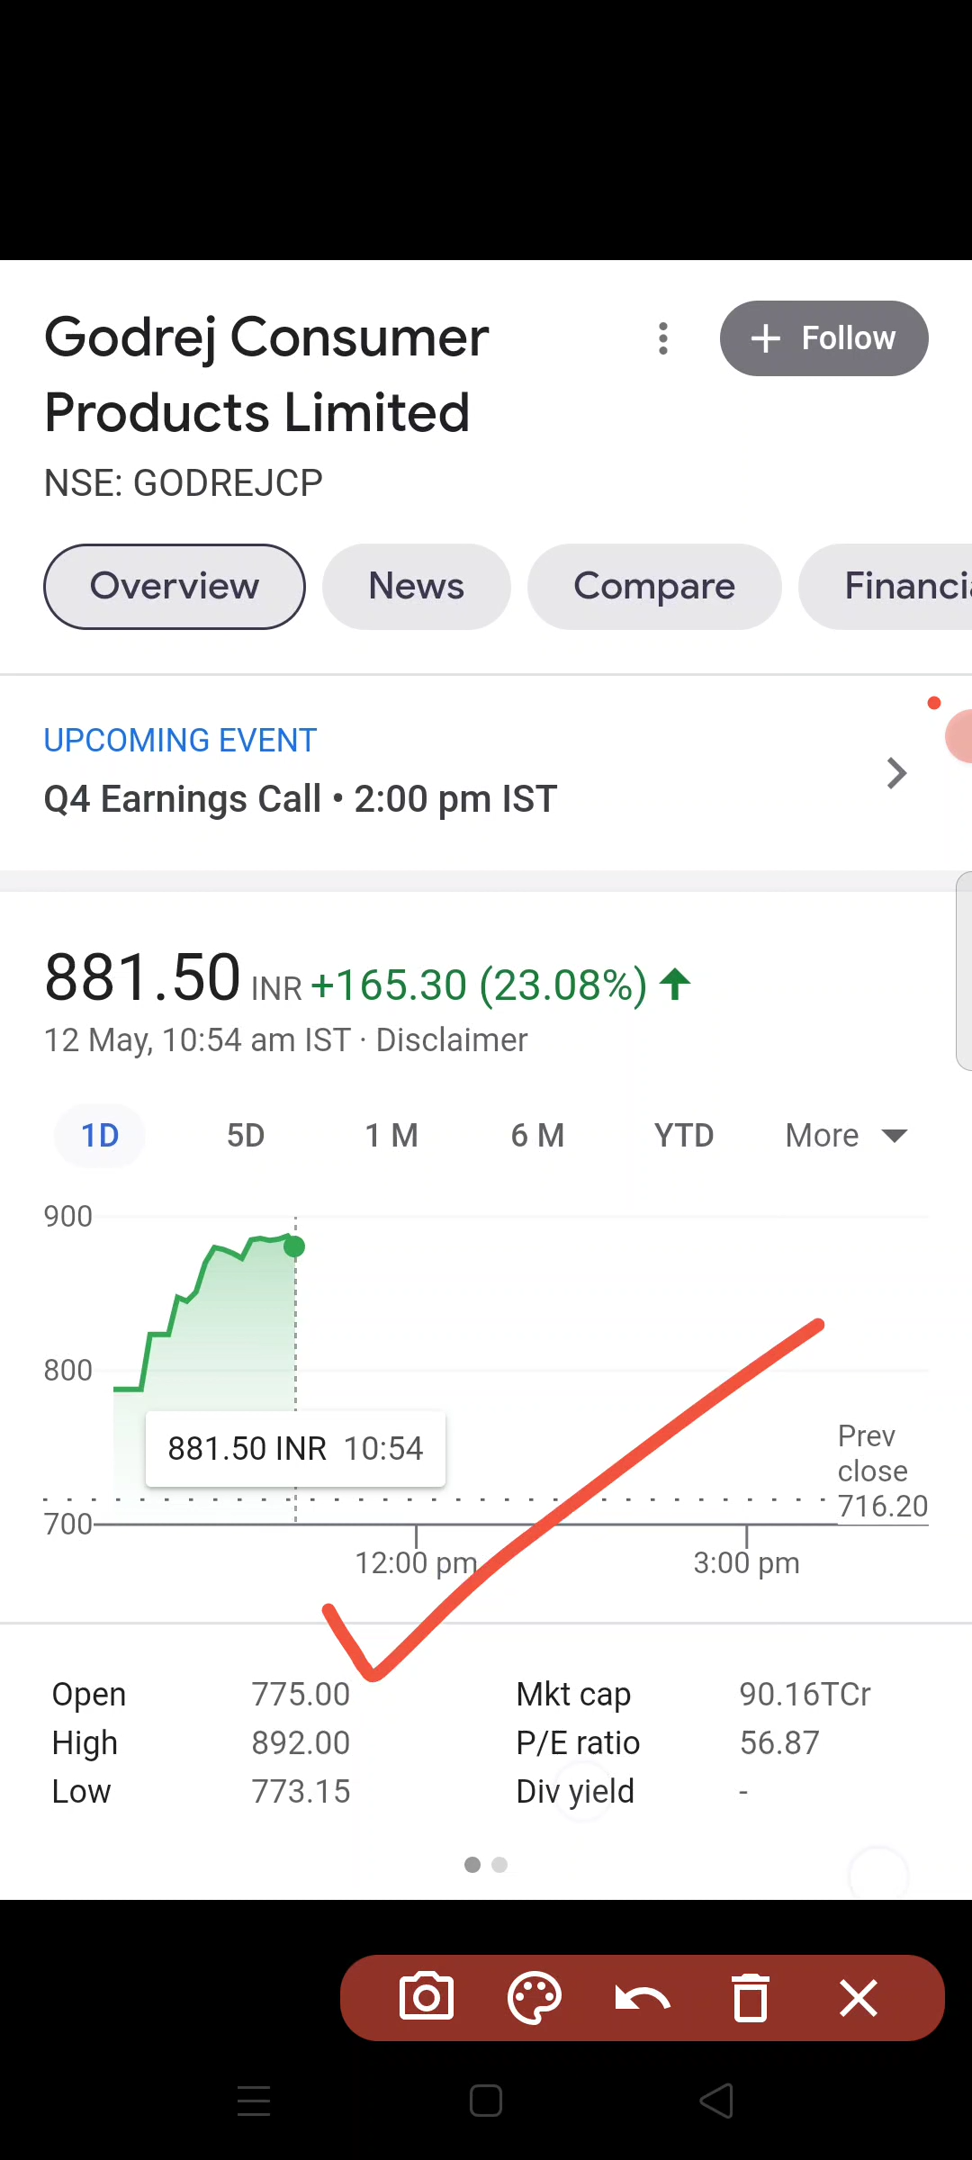 Godrej Consumer
Products Limited
+ Follow
NSE: GODREJCP
Overview News Compare Financia
UPCOMING EVENT
Q4 Earnings Call • 2:00 pm IST
881.50 INR +165.30 (23.08%)
12 May, 10:54 am IST · Disclaimer
1D 5D 1 M 6 M YTD More
900
800
881.50 INR 10:54
Prev
close
716.20
700
12:00 pm 3:00 pm
Open 775.00 Mkt cap 90.16TCr
High 892.00 P/E ratio 56.87
Low 773.15 Div yield -